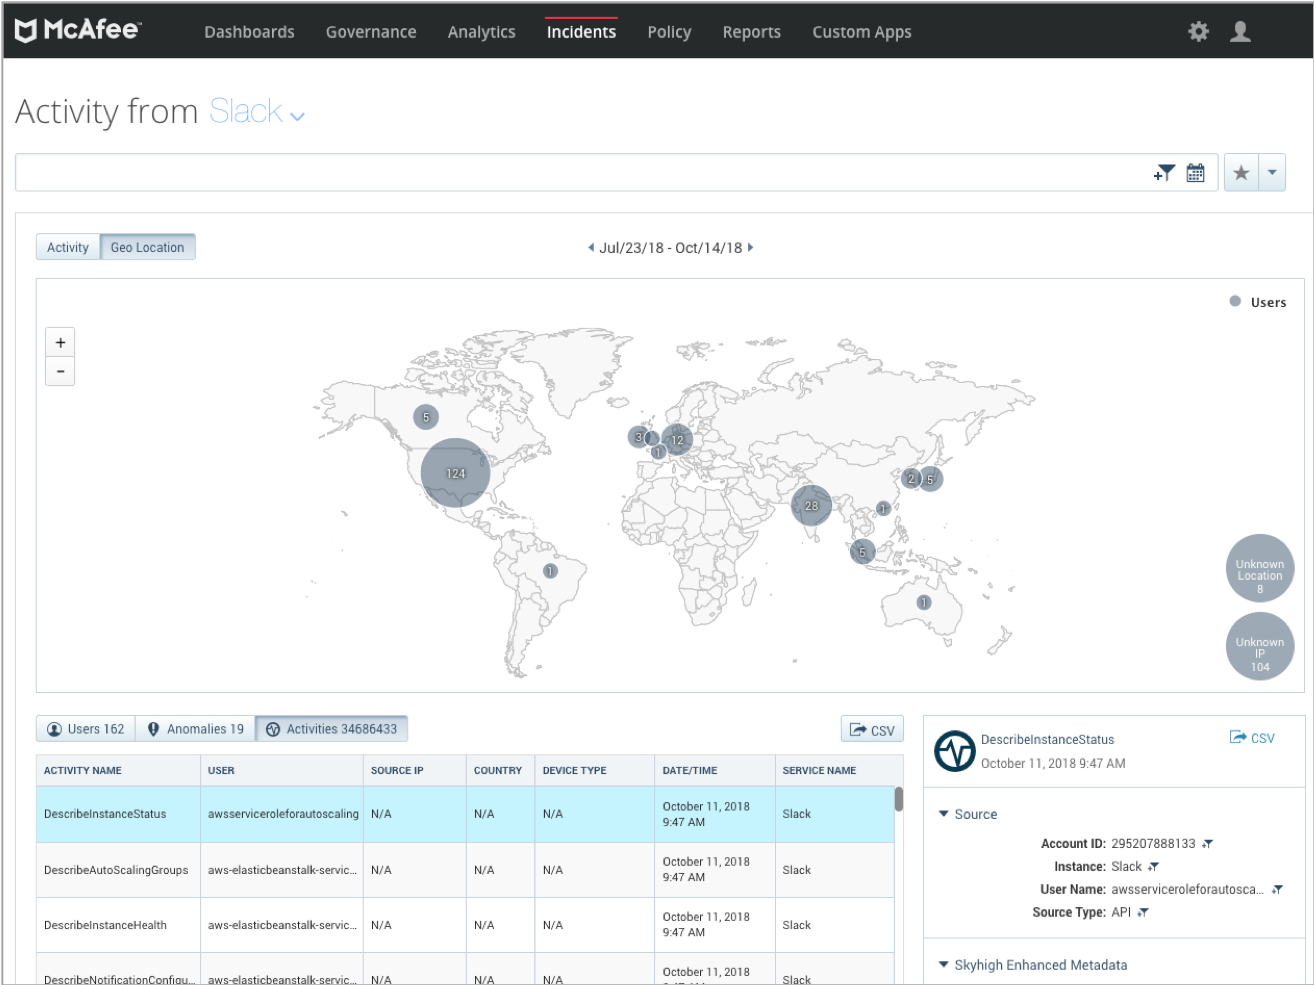 McAfee™
Dashboards Governance Analytics Incidents Policy Reports Custom Apps
Activity from Slack
Activity Geo Location
Jul/23/18 - Oct/14/18
Users
+
-
5
124
3
1
12
2
5
28
1
5
1
1
Unknown
Location
8
Unknown
IP
104
Users 162 Anomalies 19 Activities 34686433
CSV
ACTIVITY NAME USER SOURCE IP COUNTRY DEVICE TYPE DATE/TIME SERVICE NAME
DescribeInstanceStatus awsserviceroleforautoscaling N/A N/A N/A October 11, 2018 9:47 AM Slack
DescribeAutoScalingGroups aws-elasticbeanstalk-servic... N/A N/A N/A October 11, 2018 9:47 AM Slack
DescribeInstanceHealth aws-elasticbeanstalk-servic... N/A N/A N/A October 11, 2018 9:47 AM Slack
DescribeNotificationConfigu... aws-elasticbeanstalk-servic... N/A N/A N/A October 11, 2018 9:47 AM Slack
DescribeInstanceStatus
October 11, 2018 9:47 AM
CSV
Source
Account ID: 295207888133
Instance: Slack
User Name: awsserviceroleforautosca...
Source Type: API
Skyhigh Enhanced Metadata